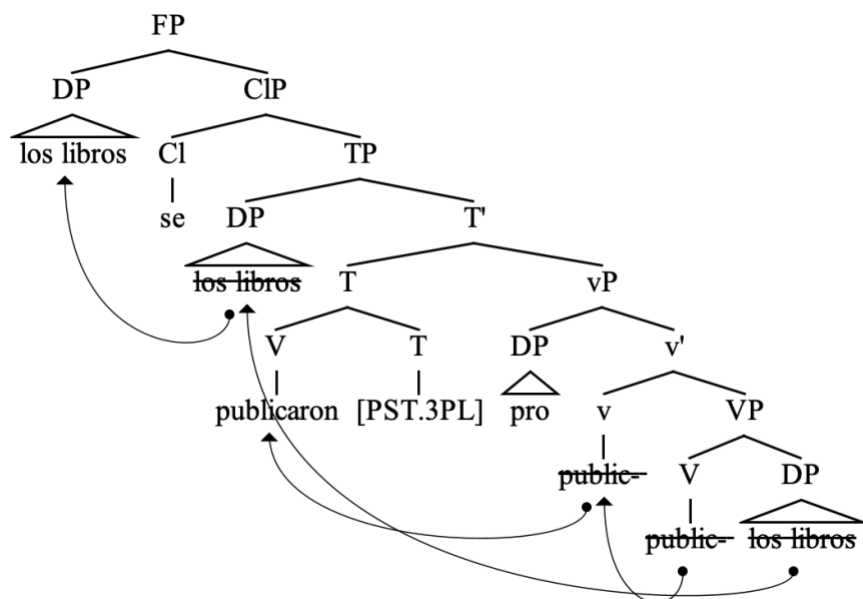 FP
DP ClP
los libros Cl TP
se DP T'
los libros T vP
V T DP v'
publicaron [PST.3PL] pro v VP
public- V DP
public- los libros